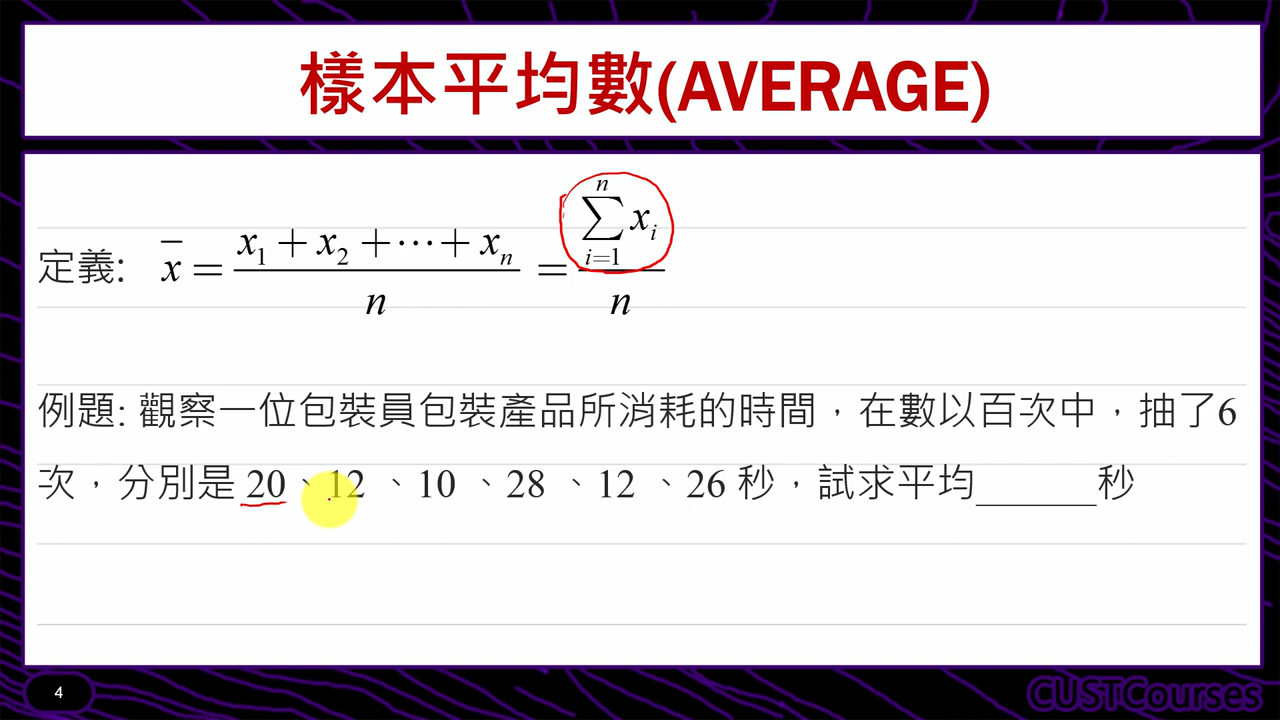 樣本平均數(AVERAGE)
定義: x̄ = (x₁ + x₂ + ⋯ + xₙ) / n = (∑ᵢ₌₁ⁿ xᵢ) / n
例題: 觀察一位包裝員包裝產品所消耗的時間，在數以百次中，抽了6
次，分別是 20、12 、10 、28 、12 、26 秒，試求平均______秒
4
CUSTCourses